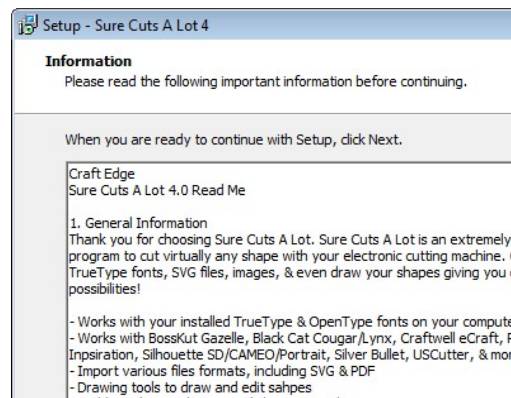 Setup - Sure Cuts A Lot 4
Information
Please read the following important information before continuing.
When you are ready to continue with Setup, click Next.
Craft Edge
Sure Cuts A Lot 4.0 Read Me
1. General Information
Thank you for choosing Sure Cuts A Lot. Sure Cuts A Lot is an extremely
program to cut virtually any shape with your electronic cutting machine.
TrueType fonts, SVG files, images, & even draw your shapes giving you
possibilities!
- Works with your installed TrueType & OpenType fonts on your compute
- Works with BossKut Gazelle, Black Cat Cougar/Lynx, Craftwell eCraft,
Inpsiration, Silhouette SD/CAMEO/Portrait, Silver Bullet, USCutter, & mo
- Import various files formats, including SVG & PDF
- Drawing tools to draw and edit sahpes